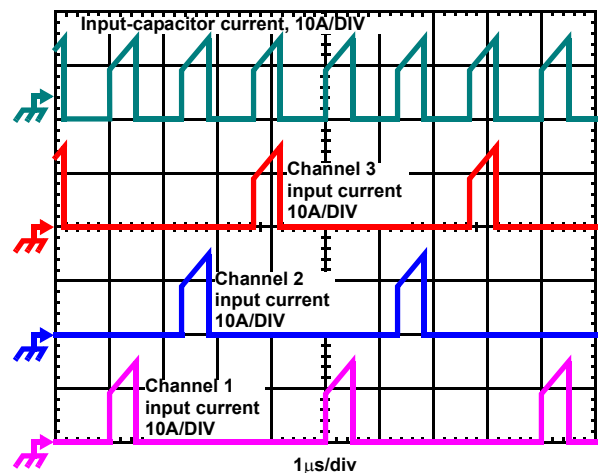 Input-capacitor current, 10A/DIV
Channel 3
input current
10A/DIV
Channel 2
input current
10A/DIV
Channel 1
input current
10A/DIV
1μs/div